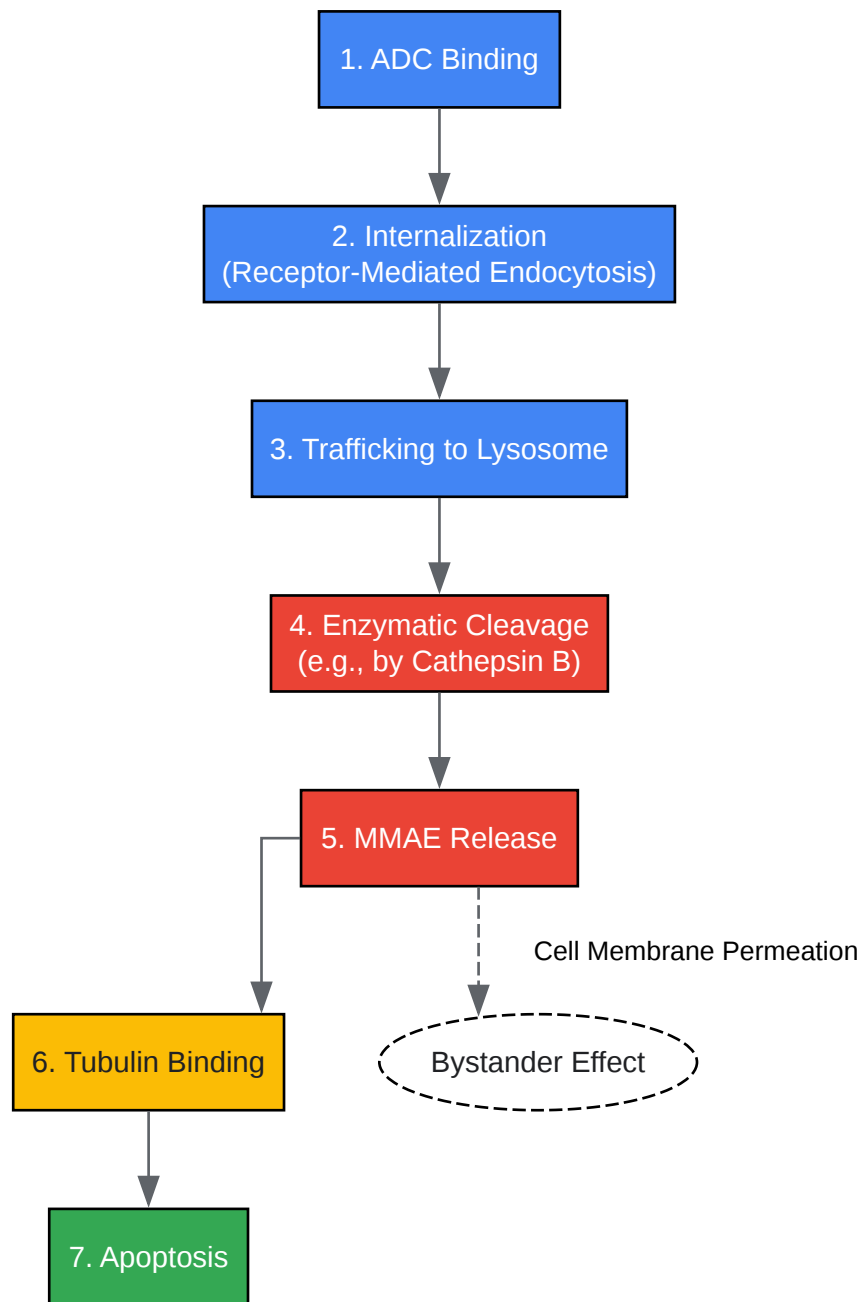 1. ADC Binding
2. Internalization
(Receptor-Mediated Endocytosis)
3. Trafficking to Lysosome
4. Enzymatic Cleavage
(e.g., by Cathepsin B)
5. MMAE Release
Cell Membrane Permeation
6. Tubulin Binding
Bystander Effect
7. Apoptosis